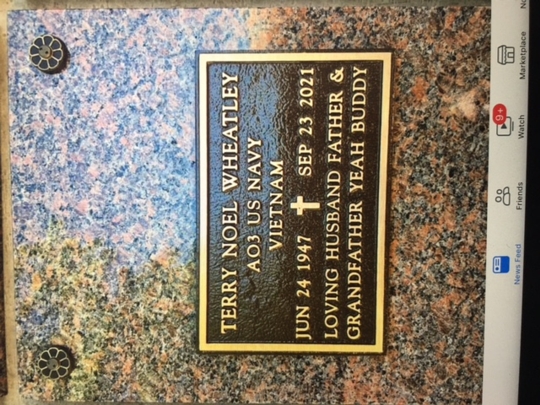 TERRY NOEL WHEATLEY
AO3 US NAVY
VIETNAM
JUN 24 1947 SEP 23 2021
LOVING HUSBAND FATHER &
GRANDFATHER YEAH BUDDY
News Feed
Friends
9+
Watch
Marketplace